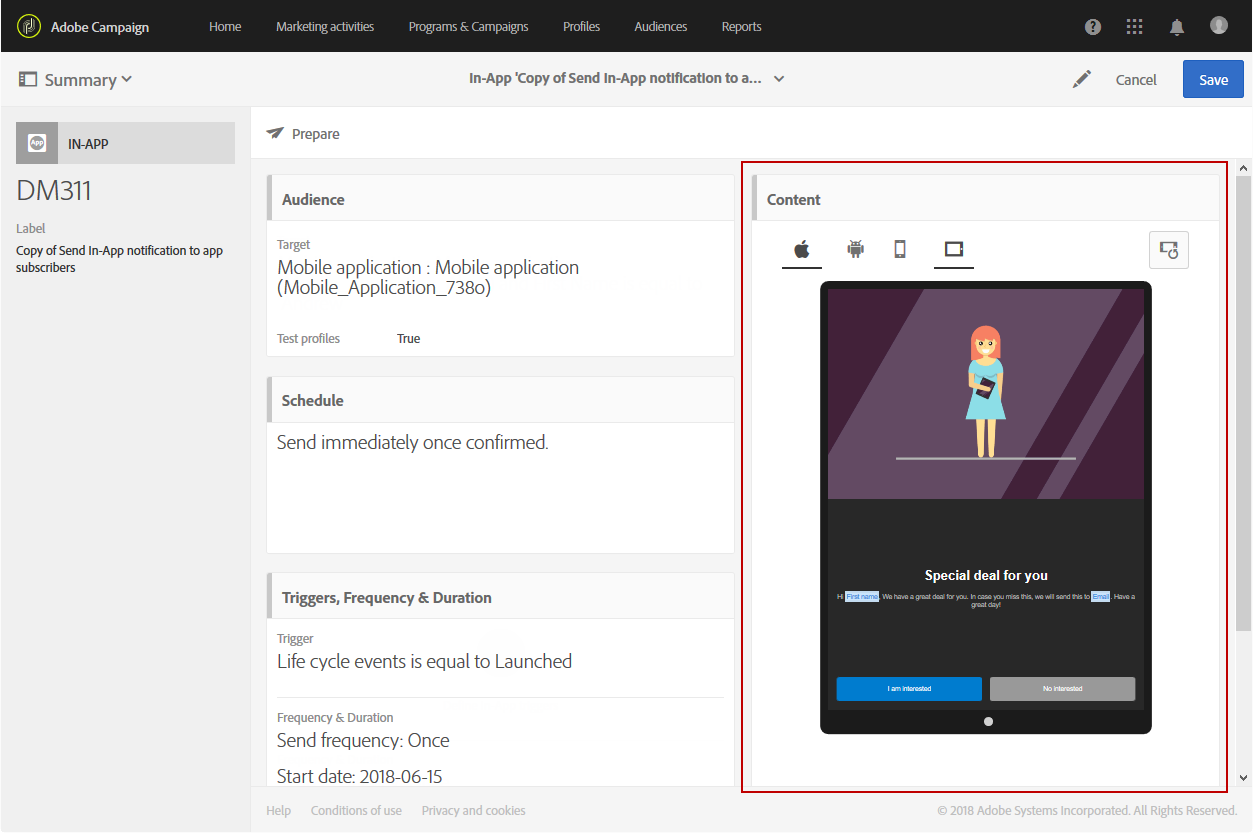 Adobe Campaign
Home
Marketing activities
Programs & Campaigns
Profiles
Audiences
Reports
Summary
In-App 'Copy of Send In-App notification to a...
Cancel
Save
App
IN-APP
DM311
Label
Copy of Send In-App notification to app
subscribers
Prepare
Audience
Target
Mobile application : Mobile application
(Mobile_Application_738o)
Test profiles
True
Schedule
Send immediately once confirmed.
Triggers, Frequency & Duration
Trigger
Life cycle events is equal to Launched
Frequency & Duration
Send frequency: Once
Start date: 2018-06-15
Content
Special deal for you
Hi First name. We have a great deal for you. In case you miss this, we will send this to Email. Have a
great day!
I am interested
No interested
Help
Conditions of use
Privacy and cookies
© 2018 Adobe Systems Incorporated. All Rights Reserved.